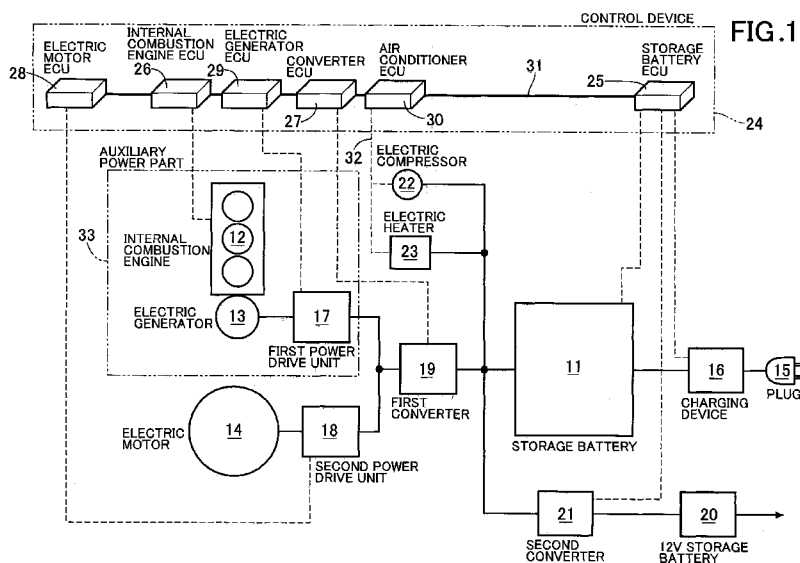 CONTROL DEVICE
FIG.1
ELECTRIC
MOTOR
ECU
28
INTERNAL
COMBUSTION
ENGINE ECU
26
ELECTRIC
GENERATOR
ECU
29
CONVERTER
ECU
27
AIR
CONDITIONER
ECU
30
31
STORAGE
BATTERY
ECU
25
24
32
AUXILIARY
POWER PART
33
INTERNAL
COMBUSTION
ENGINE
12
ELECTRIC
COMPRESSOR
22
ELECTRIC
HEATER
23
ELECTRIC
GENERATOR
13
17
FIRST POWER
DRIVE UNIT
19
FIRST
CONVERTER
11
STORAGE BATTERY
16
CHARGING
DEVICE
15
PLUG
ELECTRIC
MOTOR
14
18
SECOND POWER
DRIVE UNIT
21
SECOND
CONVERTER
20
12V STORAGE
BATTERY